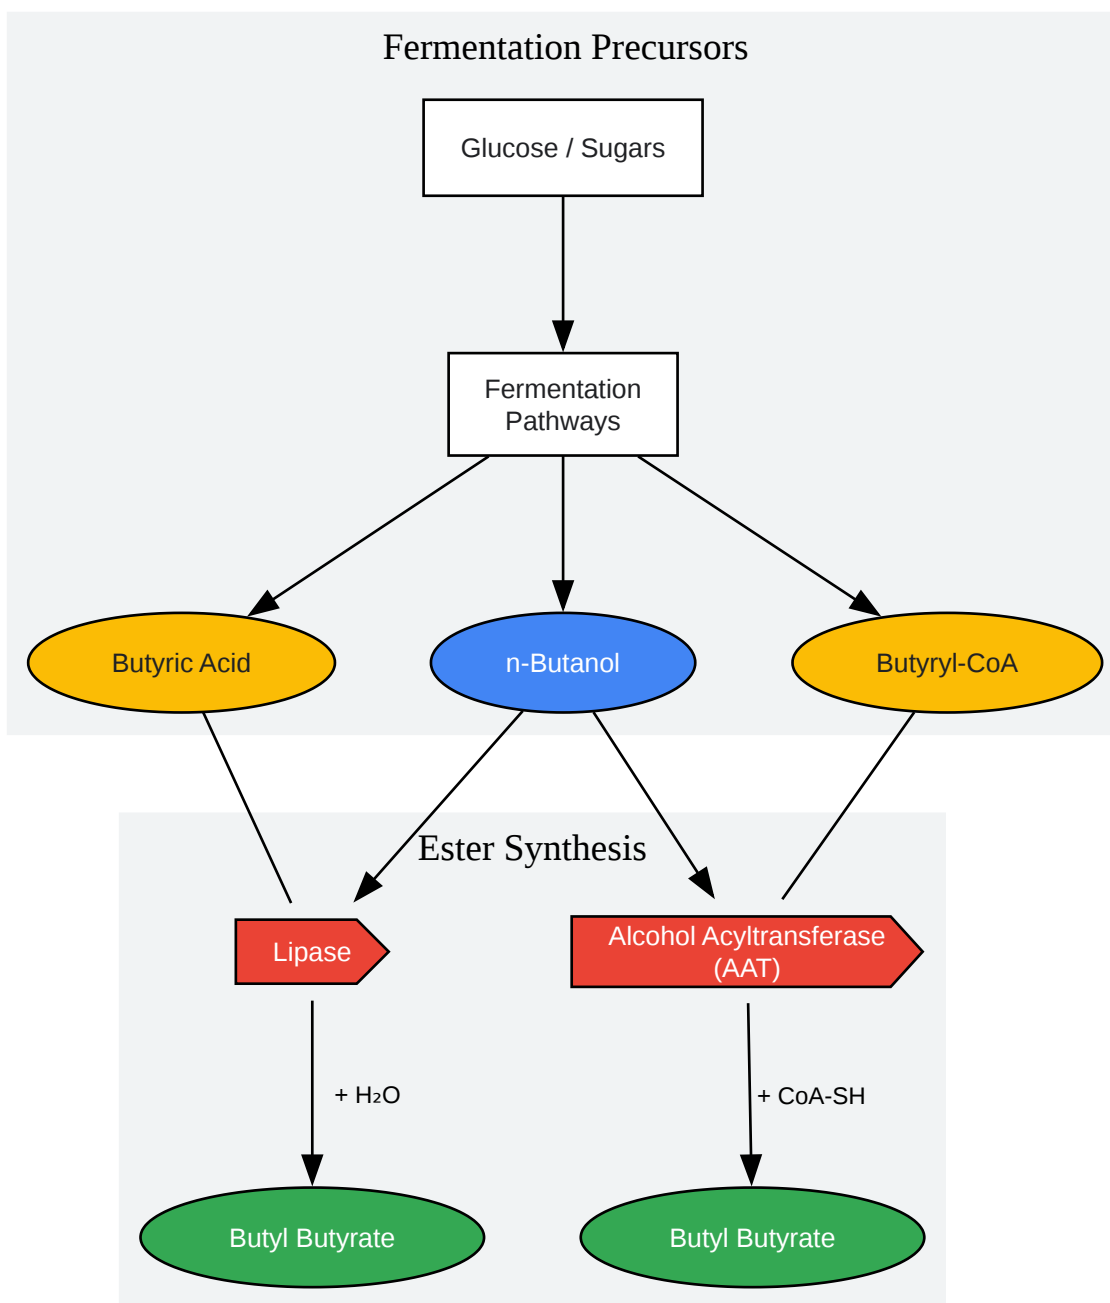 Fermentation Precursors
Glucose / Sugars
Fermentation
Pathways
Butyric Acid
n-Butanol
Butyryl-CoA
Ester Synthesis
Lipase
Alcohol Acyltransferase
(AAT)
+ H₂O
+ CoA-SH
Butyl Butyrate
Butyl Butyrate